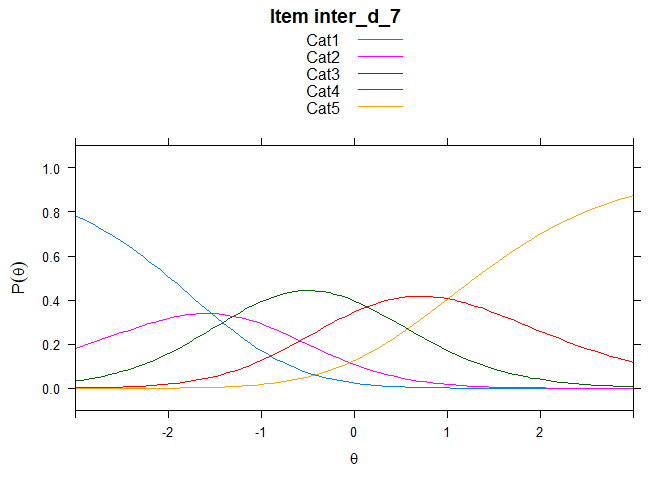 Item inter_d_7
Cat1
Cat2
Cat3
Cat4
Cat5
1.0
0.8
0.6
0.4
0.2
0.0
P(θ)
-2 -1 0 1 2
θ